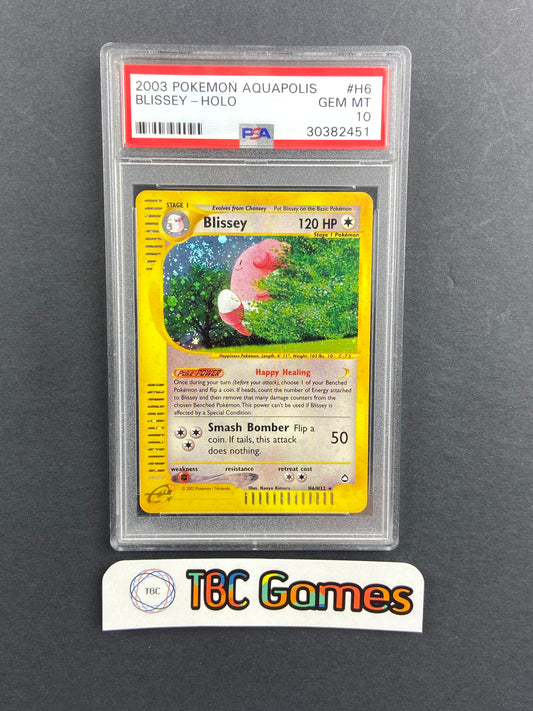 2003 POKEMON AQUAPOLIS #H6
BLISSEY - HOLO GEM MT
10
PSA 30382451
STAGE 1 Evolves from Chansey Put Blissey on the Basic Pokémon
Blissey 120 HP
Stage 1 Pokémon
Happiness Pokémon. Length: 4' 11", Weight: 103 lbs.
Poké-POWER Happy Healing
Once during your turn (before your attack), choose 1 of your Benched
Pokémon and flip a coin. If heads, count the number of Energy attached
to Blissey and then remove that many damage counters from the
chosen Benched Pokémon. This power can't be used if Blissey is
affected by a Special Condition.
Smash Bomber Flip a
coin. If tails, this attack
does nothing.
50
weakness resistance retreat cost
© 2002 Pokémon / Nintendo Illus. Naoyo Kimura H6/H32
TBC TBC Games